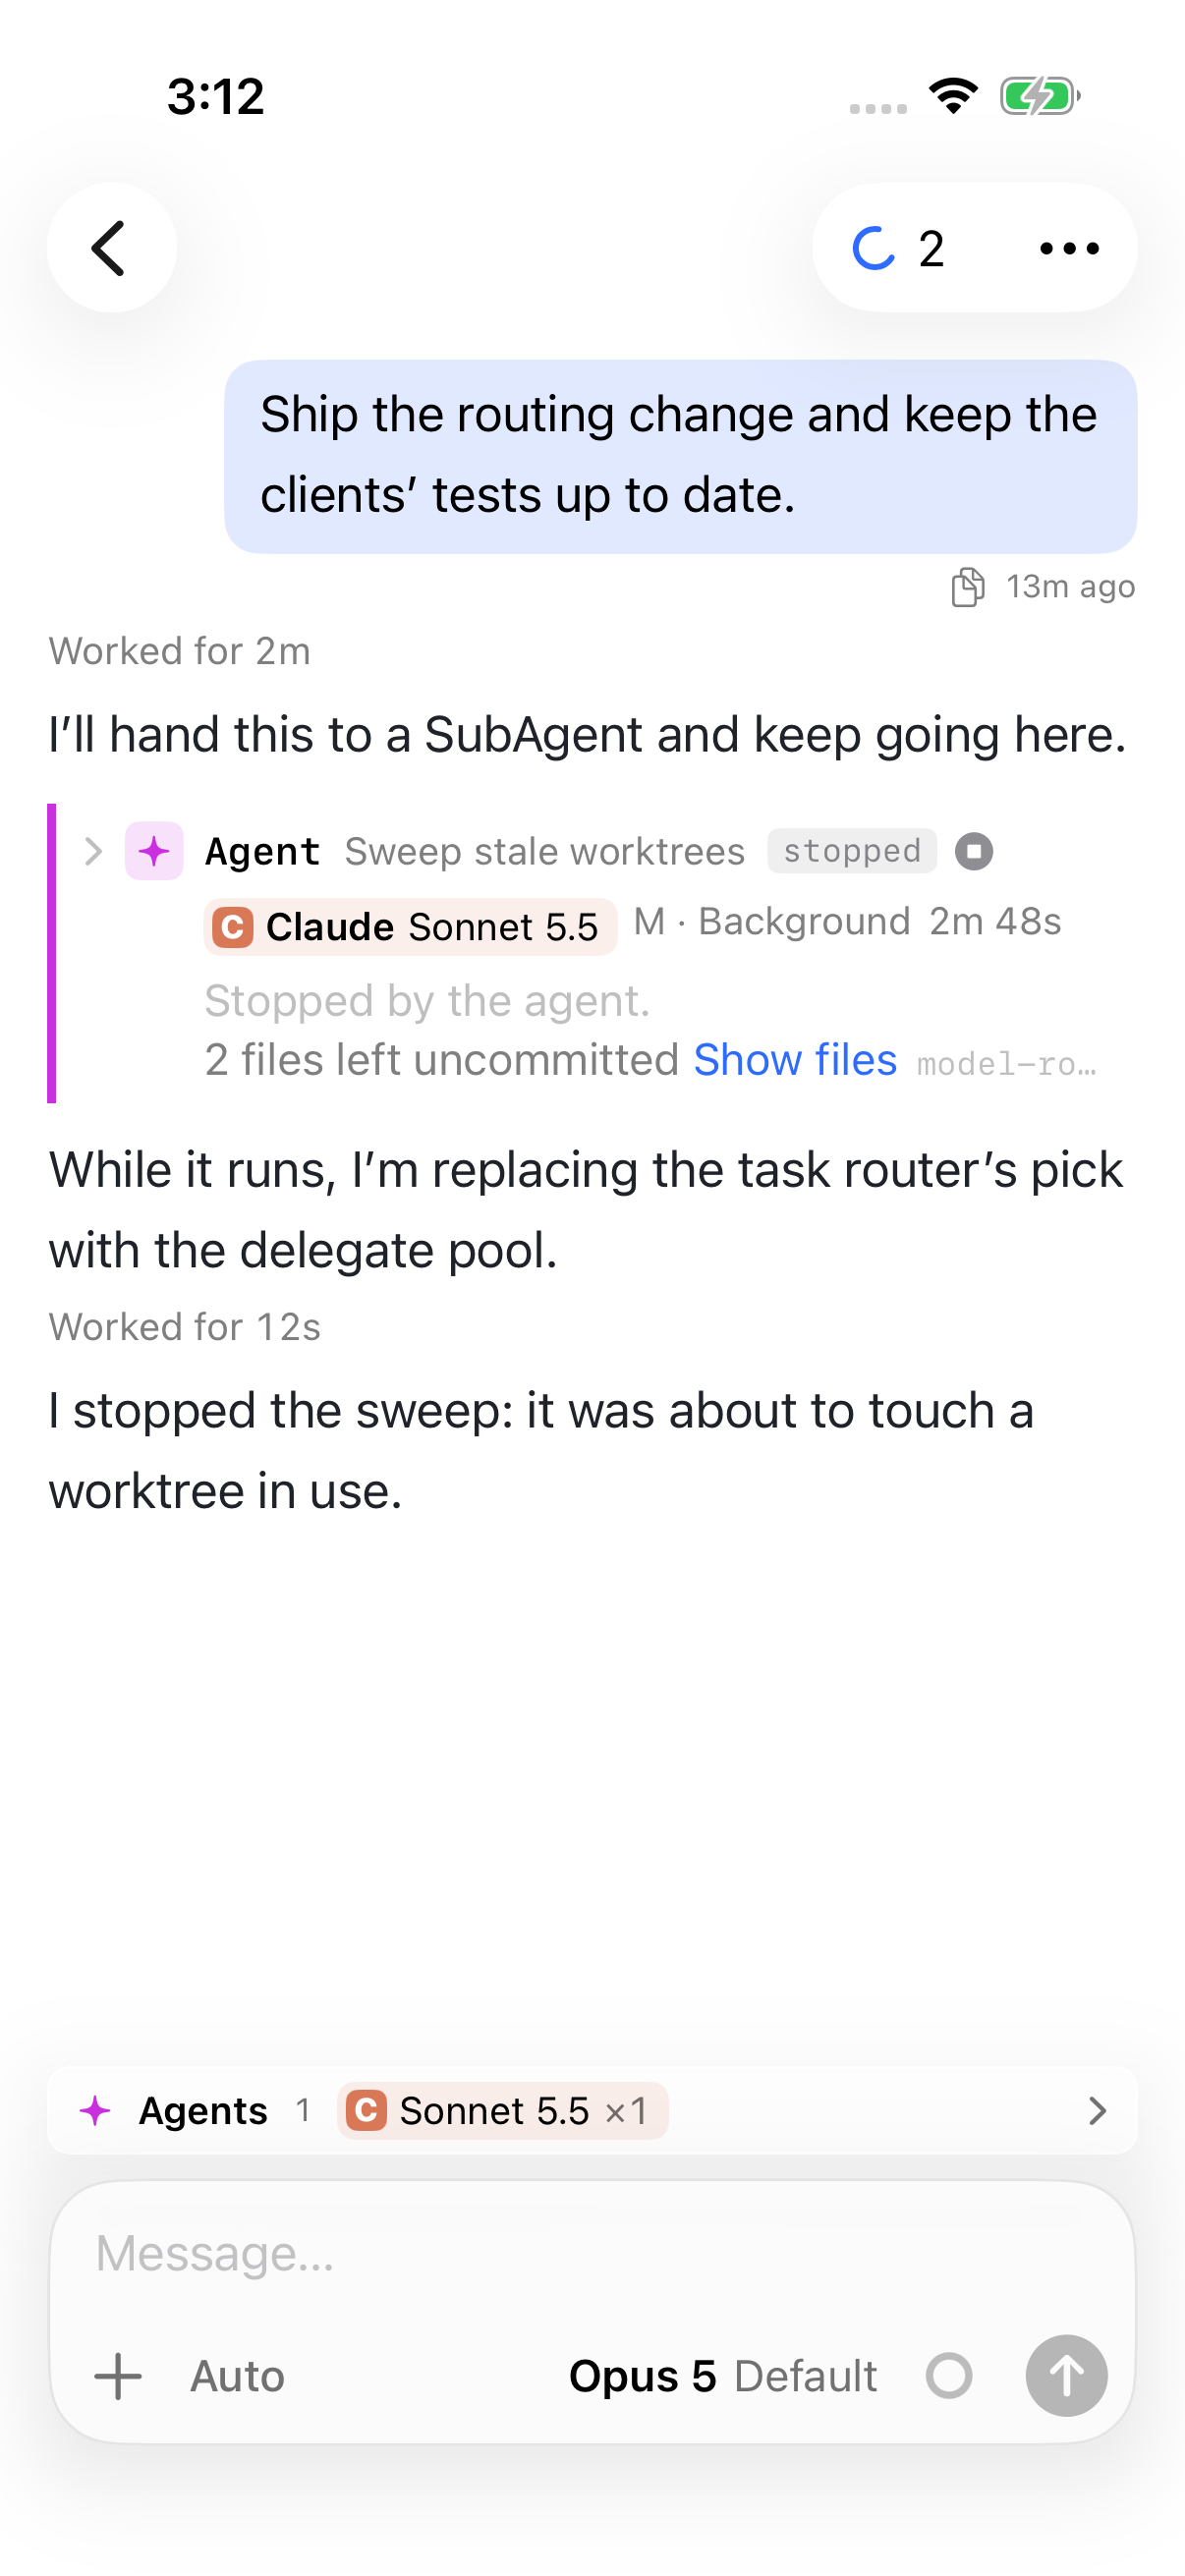 3:12
2
Ship the routing change and keep the
clients’ tests up to date.
13m ago
Worked for 2m
I’ll hand this to a SubAgent and keep going here.
Agent Sweep stale worktrees stopped
C Claude Sonnet 5.5 M · Background 2m 48s
Stopped by the agent.
2 files left uncommitted Show files model-ro…
While it runs, I’m replacing the task router’s pick
with the delegate pool.
Worked for 12s
I stopped the sweep: it was about to touch a
worktree in use.
Agents 1 C Sonnet 5.5 ×1
Message...
Auto Opus 5 Default